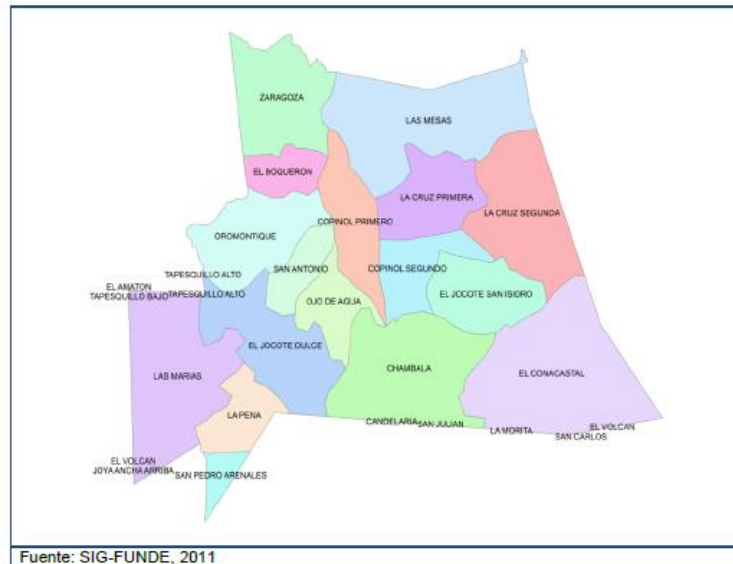 ZARAGOZA
LAS MESAS
EL BOQUERON
LA CRUZ PRIMERA
LA CRUZ SEGUNDA
COPINOL PRIMERO
OROMONTIQUE
SAN ANTONIO
COPINOL SEGUNDO
TAPESQUILLO ALTO
EL AMATON
TAPESQUILLO BAJO
TAPESQUILLO ALTO
OJO DE AGUA
EL JOCOTE SAN ISIDRO
EL JOCOTE DULCE
CHAMBALA
LAS MARIAS
EL CONACASTAL
LA PENA
CANDELARIA
SAN JULIAN
LA MORITA
EL VOLCAN
SAN CARLOS
EL VOLCAN
JOYA ANCHA ARRIBA
SAN PEDRO ARENALES
Fuente: SIG-FUNDE, 2011